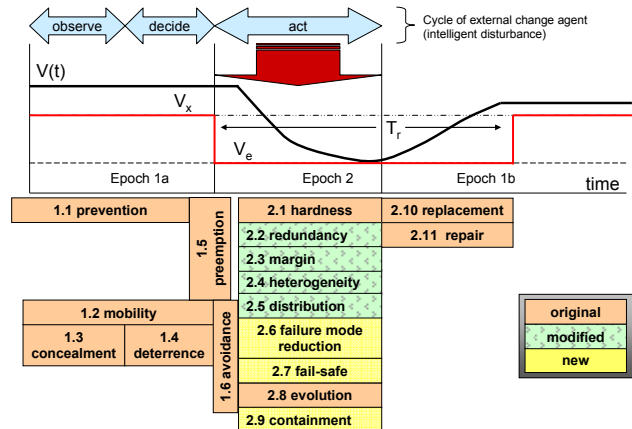 observe
decide
act
Cycle of external change agent
(intelligent disturbance)
V(t)
Vx
Tr
Ve
Epoch 1a
Epoch 2
Epoch 1b
time
1.1 prevention
1.5
preemption
2.1 hardness
2.10 replacement
2.2 redundancy
2.11 repair
2.3 margin
2.4 heterogeneity
2.5 distribution
1.2 mobility
1.3
concealment
1.4
deterrence
1.6 avoidance
2.6 failure mode
reduction
2.7 fail-safe
2.8 evolution
2.9 containment
original
modified
new